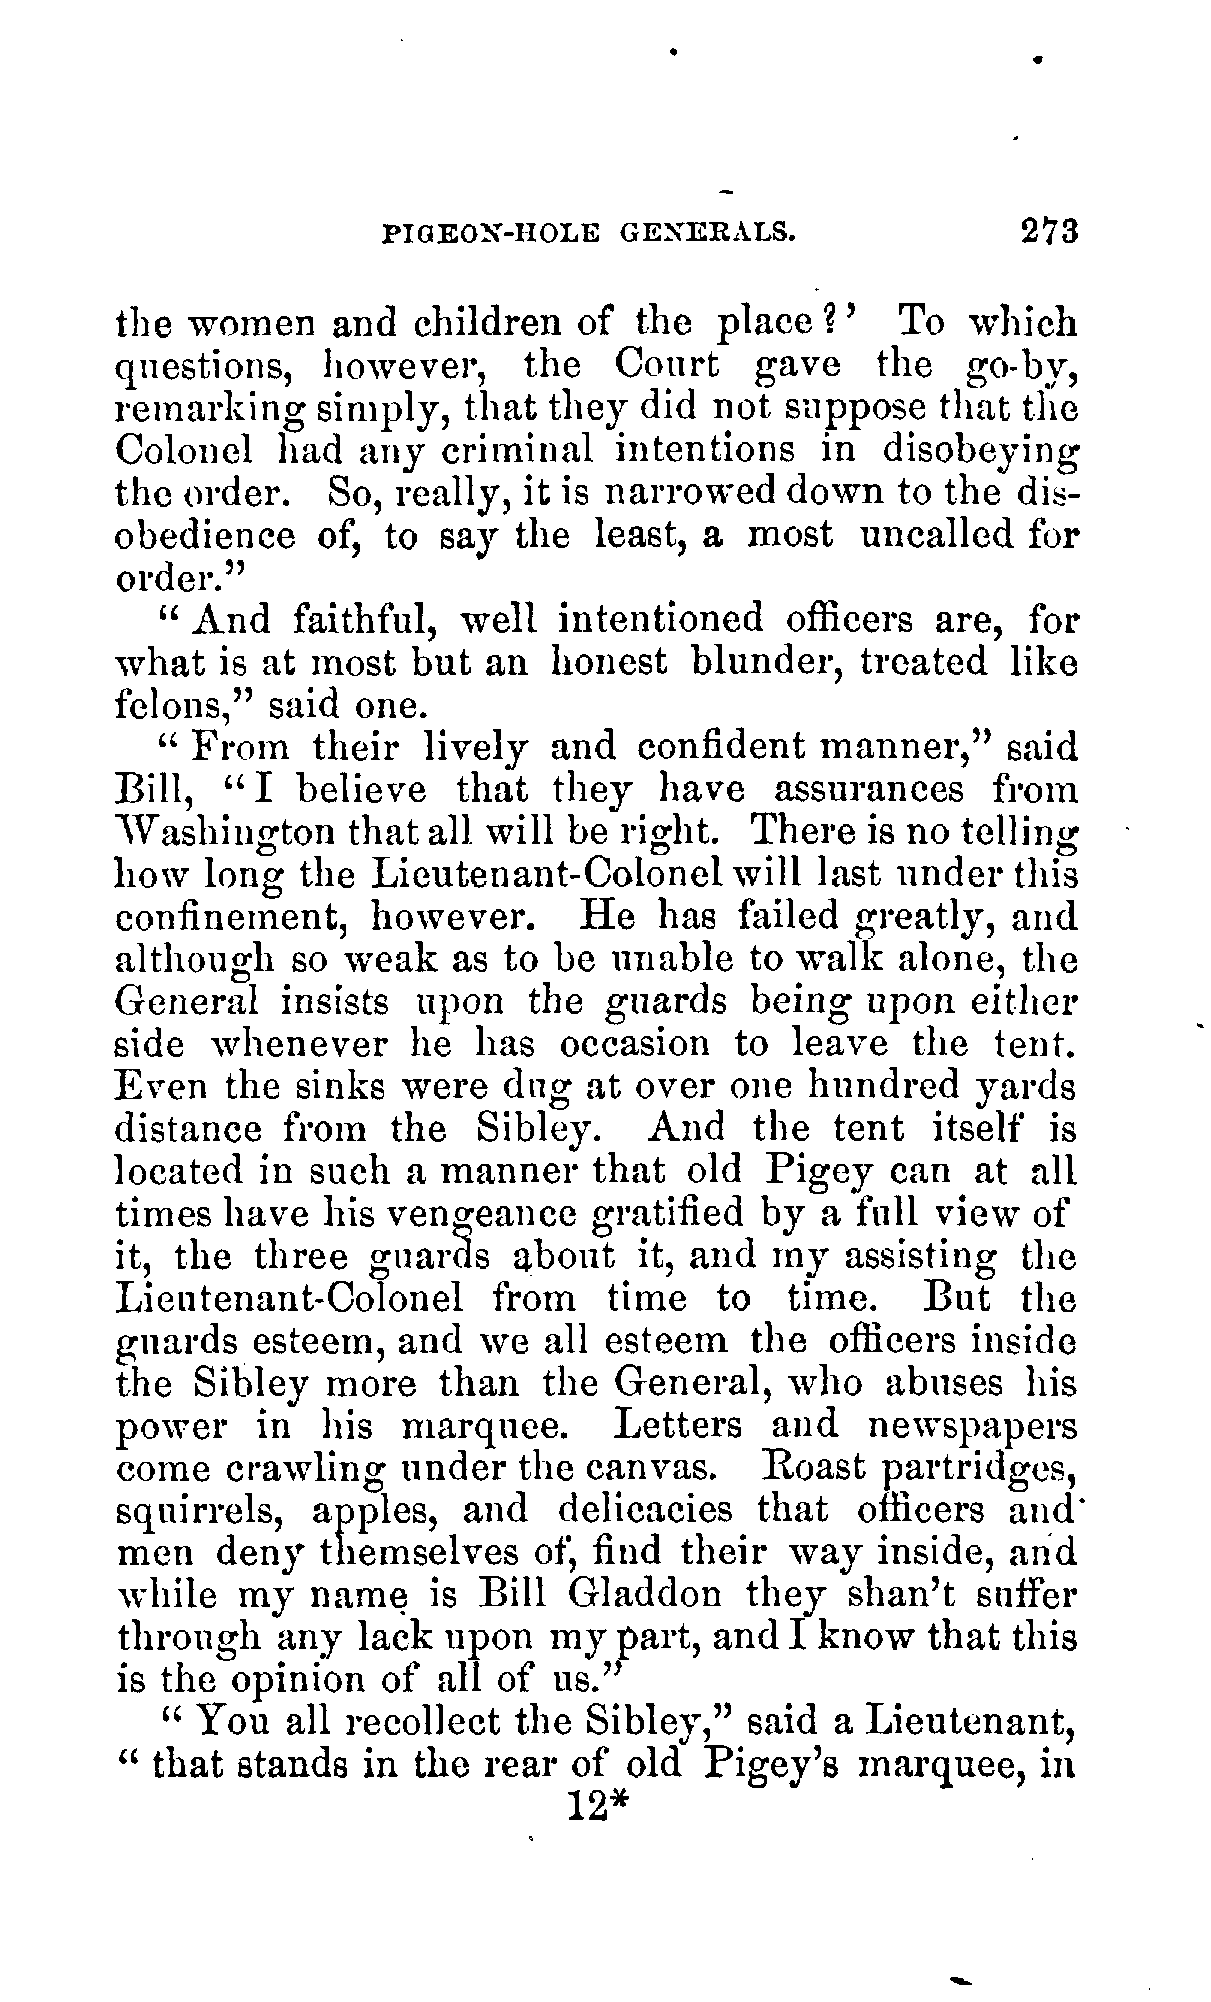 PIGEON-HOLE GENERALS. 273
the women and children of the place?’ To which
questions, however, the Court gave the go-by,
remarking simply, that they did not suppose that the
Colonel had any criminal intentions in disobeying
the order. So, really, it is narrowed down to the dis-
obedience of, to say the least, a most uncalled for
order.”
“ And faithful, well intentioned officers are, for
what is at most but an honest blunder, treated like
felons,” said one.
“ From their lively and confident manner,” said
Bill, “ I believe that they have assurances from
Washington that all will be right. There is no telling
how long the Lieutenant-Colonel will last under this
confinement, however. He has failed greatly, and
although so weak as to be unable to walk alone, the
General insists upon the guards being upon either
side whenever he has occasion to leave the tent.
Even the sinks were dug at over one hundred yards
distance from the Sibley. And the tent itself is
located in such a manner that old Pigey can at all
times have his vengeance gratified by a full view of
it, the three guards about it, and my assisting the
Lieutenant-Colonel from time to time. But the
guards esteem, and we all esteem the officers inside
the Sibley more than the General, who abuses his
power in his marquee. Letters and newspapers
come crawling under the canvas. Roast partridges,
squirrels, apples, and delicacies that officers and
men deny themselves of, find their way inside, and
while my name is Bill Gladdon they shan’t suffer
through any lack upon my part, and I know that this
is the opinion of all of us.”
“ You all recollect the Sibley,” said a Lieutenant,
“ that stands in the rear of old Pigey’s marquee, in
12*